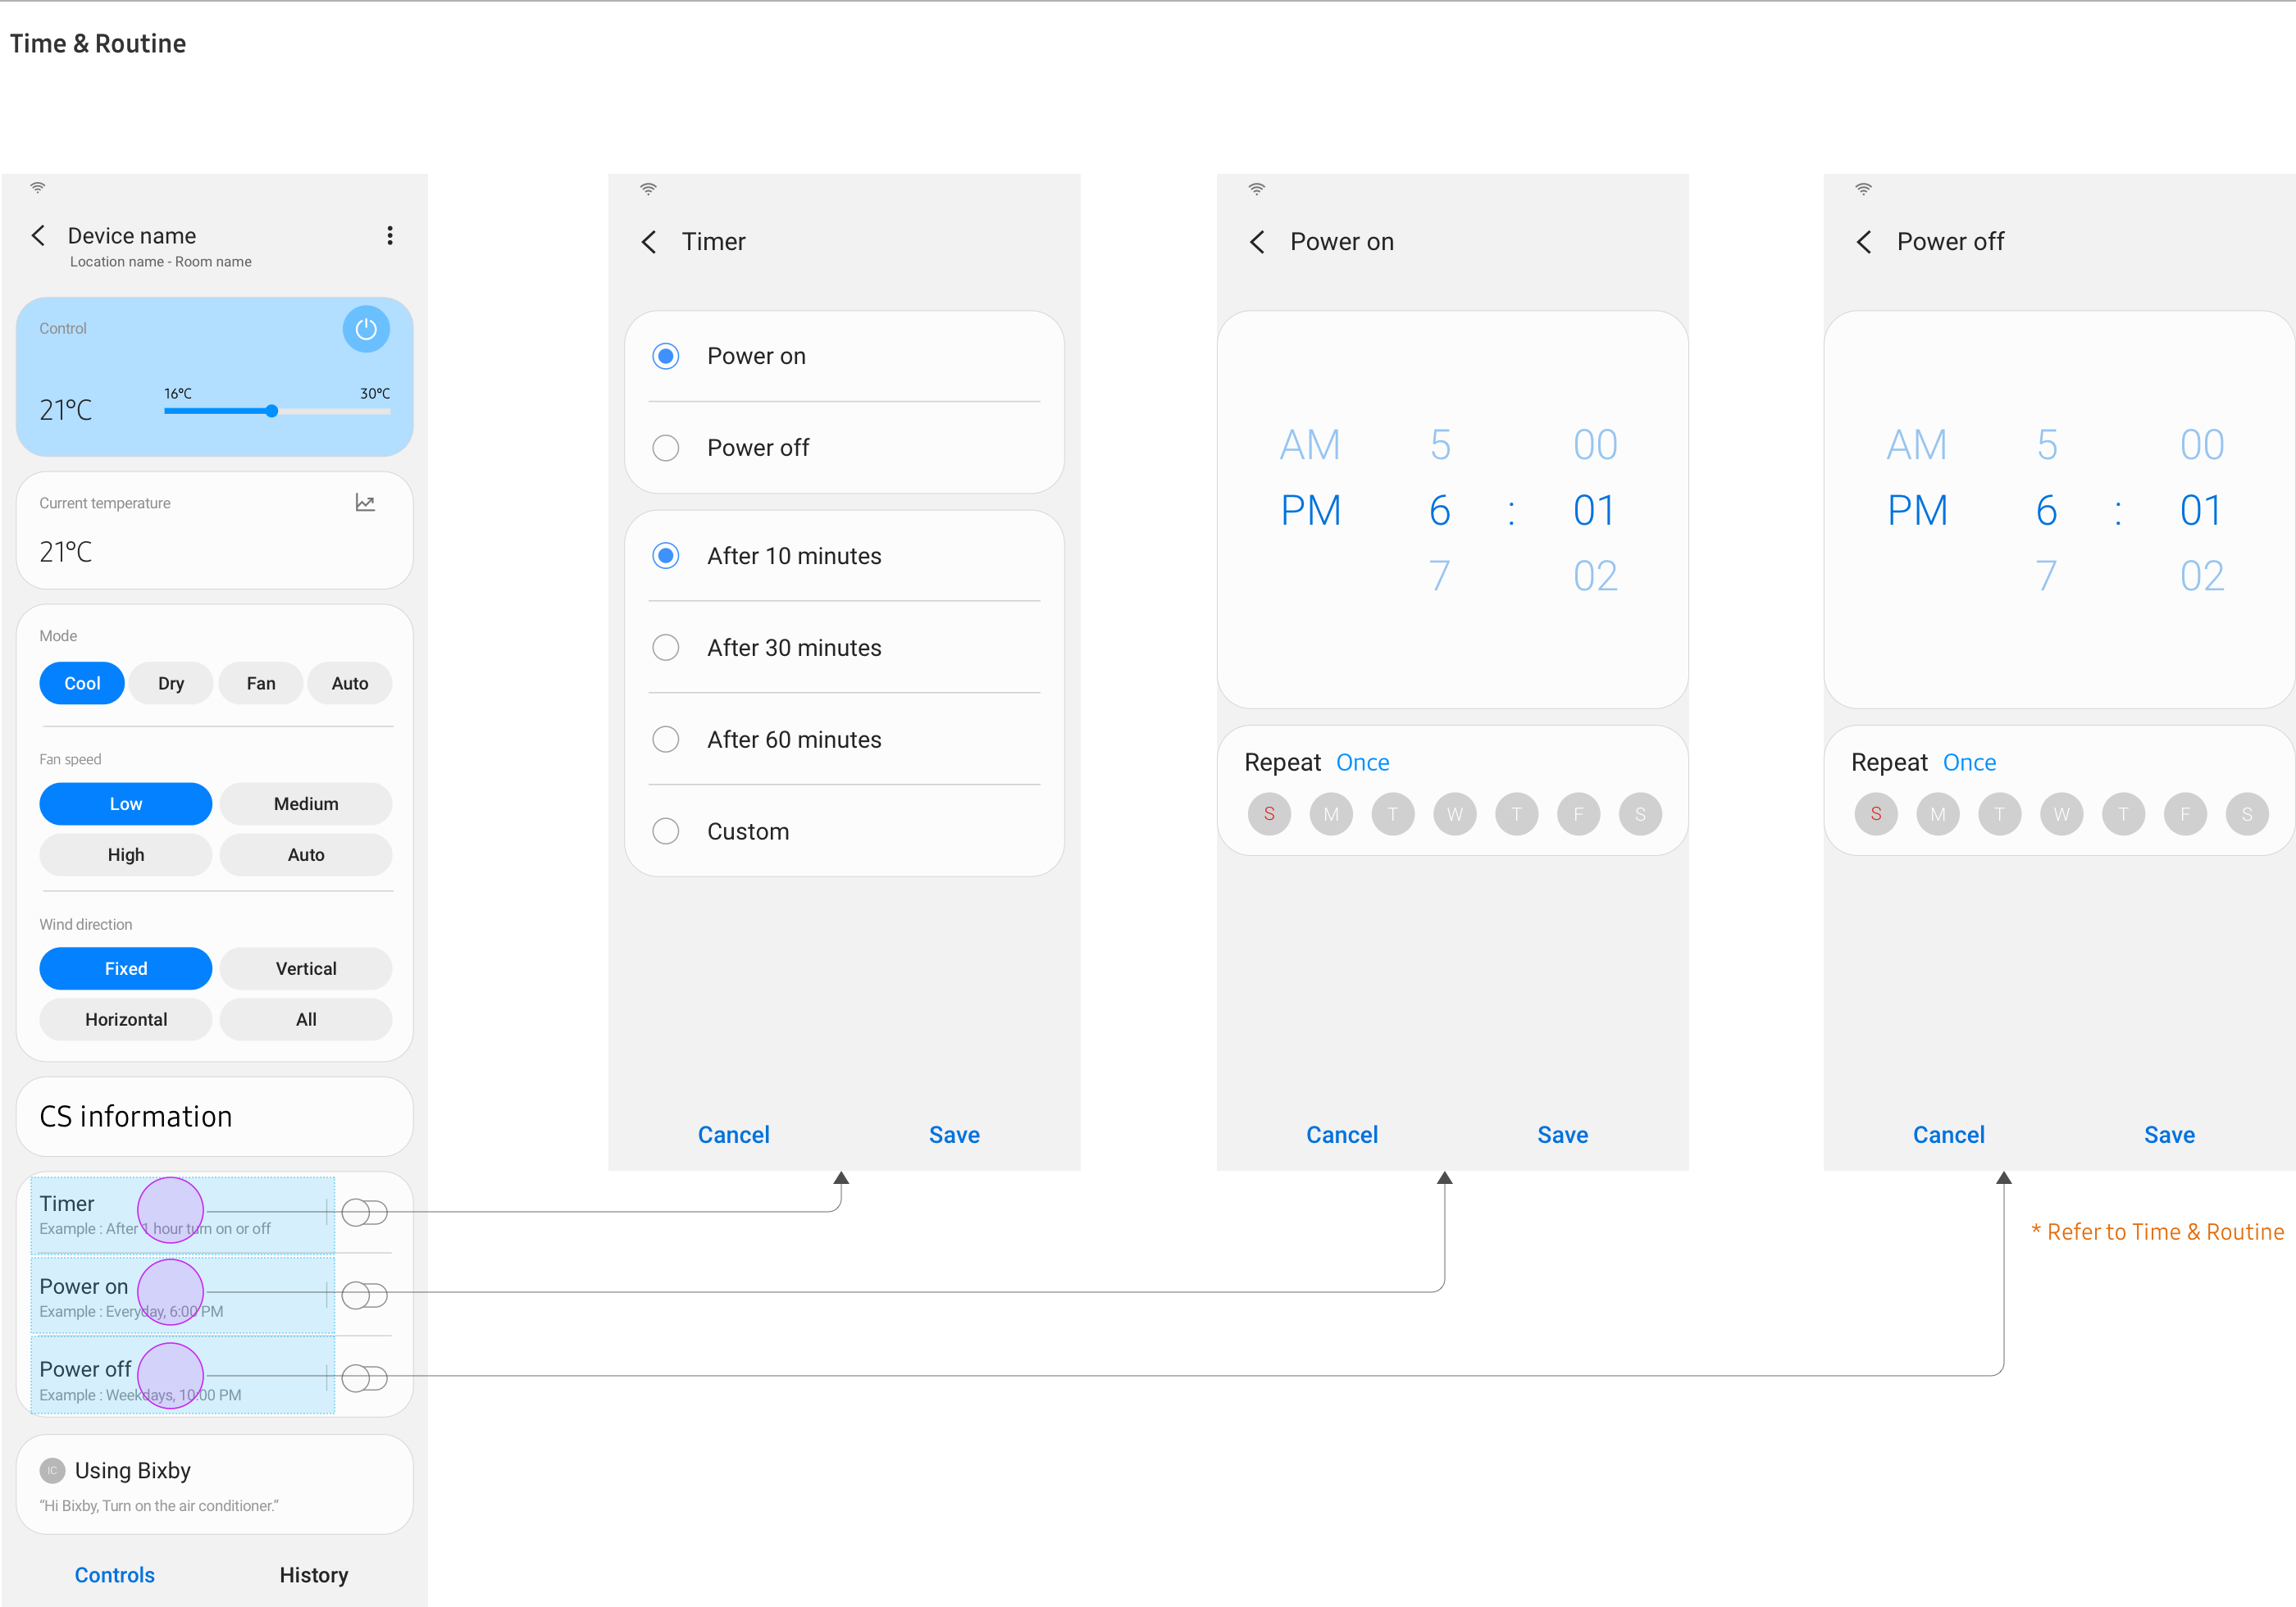 Time & Routine
Device name
Location name - Room name
Control
16°C 30°C
21°C
Current temperature
21°C
Mode
Cool Dry Fan Auto
Fan speed
Low Medium
High Auto
Wind direction
Fixed Vertical
Horizontal All
CS information
Timer
Example : After 1 hour turn on or off
Power on
Example : Everyday, 6:00 PM
Power off
Example : Weekdays, 10:00 PM
IC Using Bixby
“Hi Bixby, Turn on the air conditioner.”
Controls History
Timer
Power on
Power off
After 10 minutes
After 30 minutes
After 60 minutes
Custom
Cancel Save
Power on
AM 5 00
PM 6 : 01
7 02
Repeat Once
S M T W T F S
Cancel Save
Power off
AM 5 00
PM 6 : 01
7 02
Repeat Once
S M T W T F S
Cancel Save
* Refer to Time & Routine